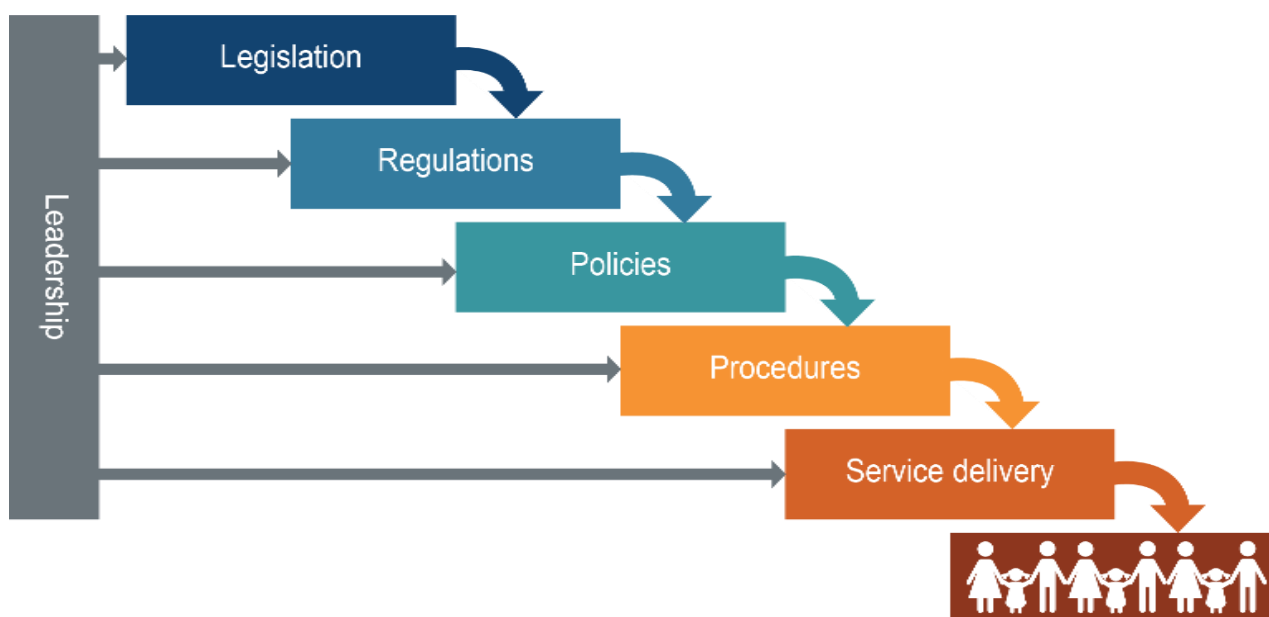 Leadership
Legislation
Regulations
Policies
Procedures
Service delivery